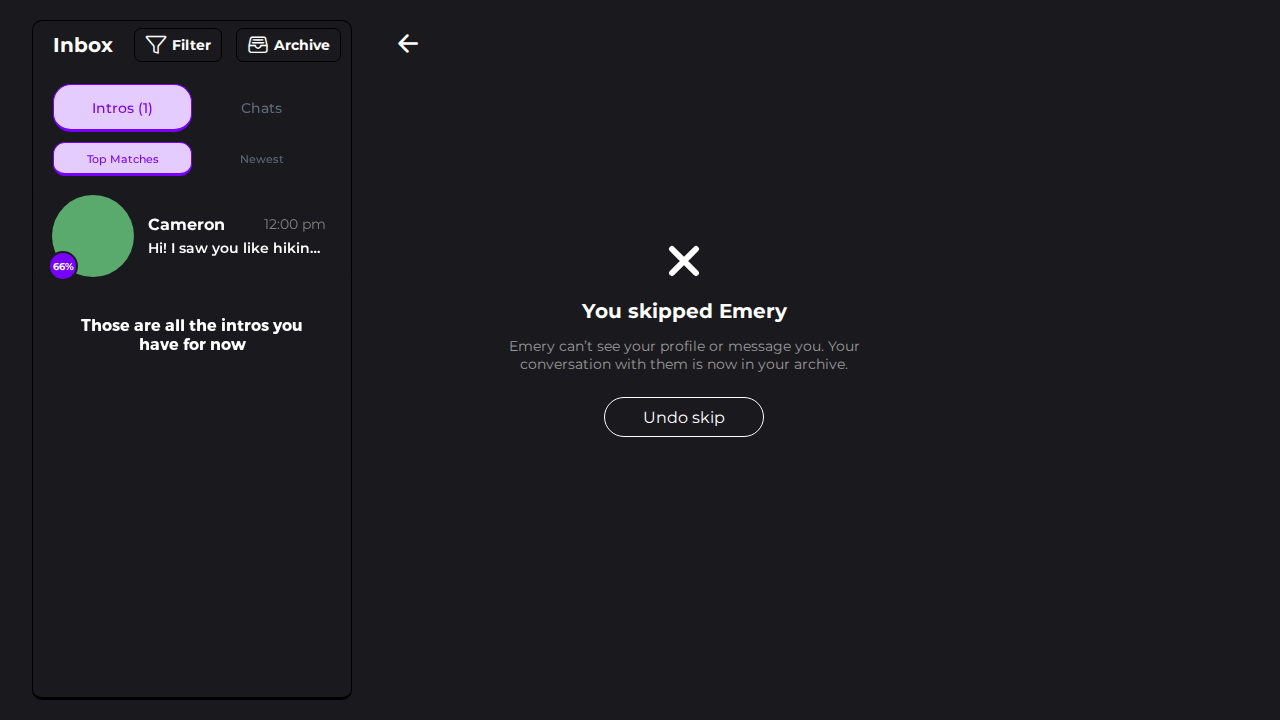 Inbox
Filter
Archive
Intros (1)
Chats
Top Matches
Newest
Cameron
12:00 pm
Hi! I saw you like hikin...
66%
Those are all the intros you
have for now
You skipped Emery
Emery can’t see your profile or message you. Your
conversation with them is now in your archive.
Undo skip